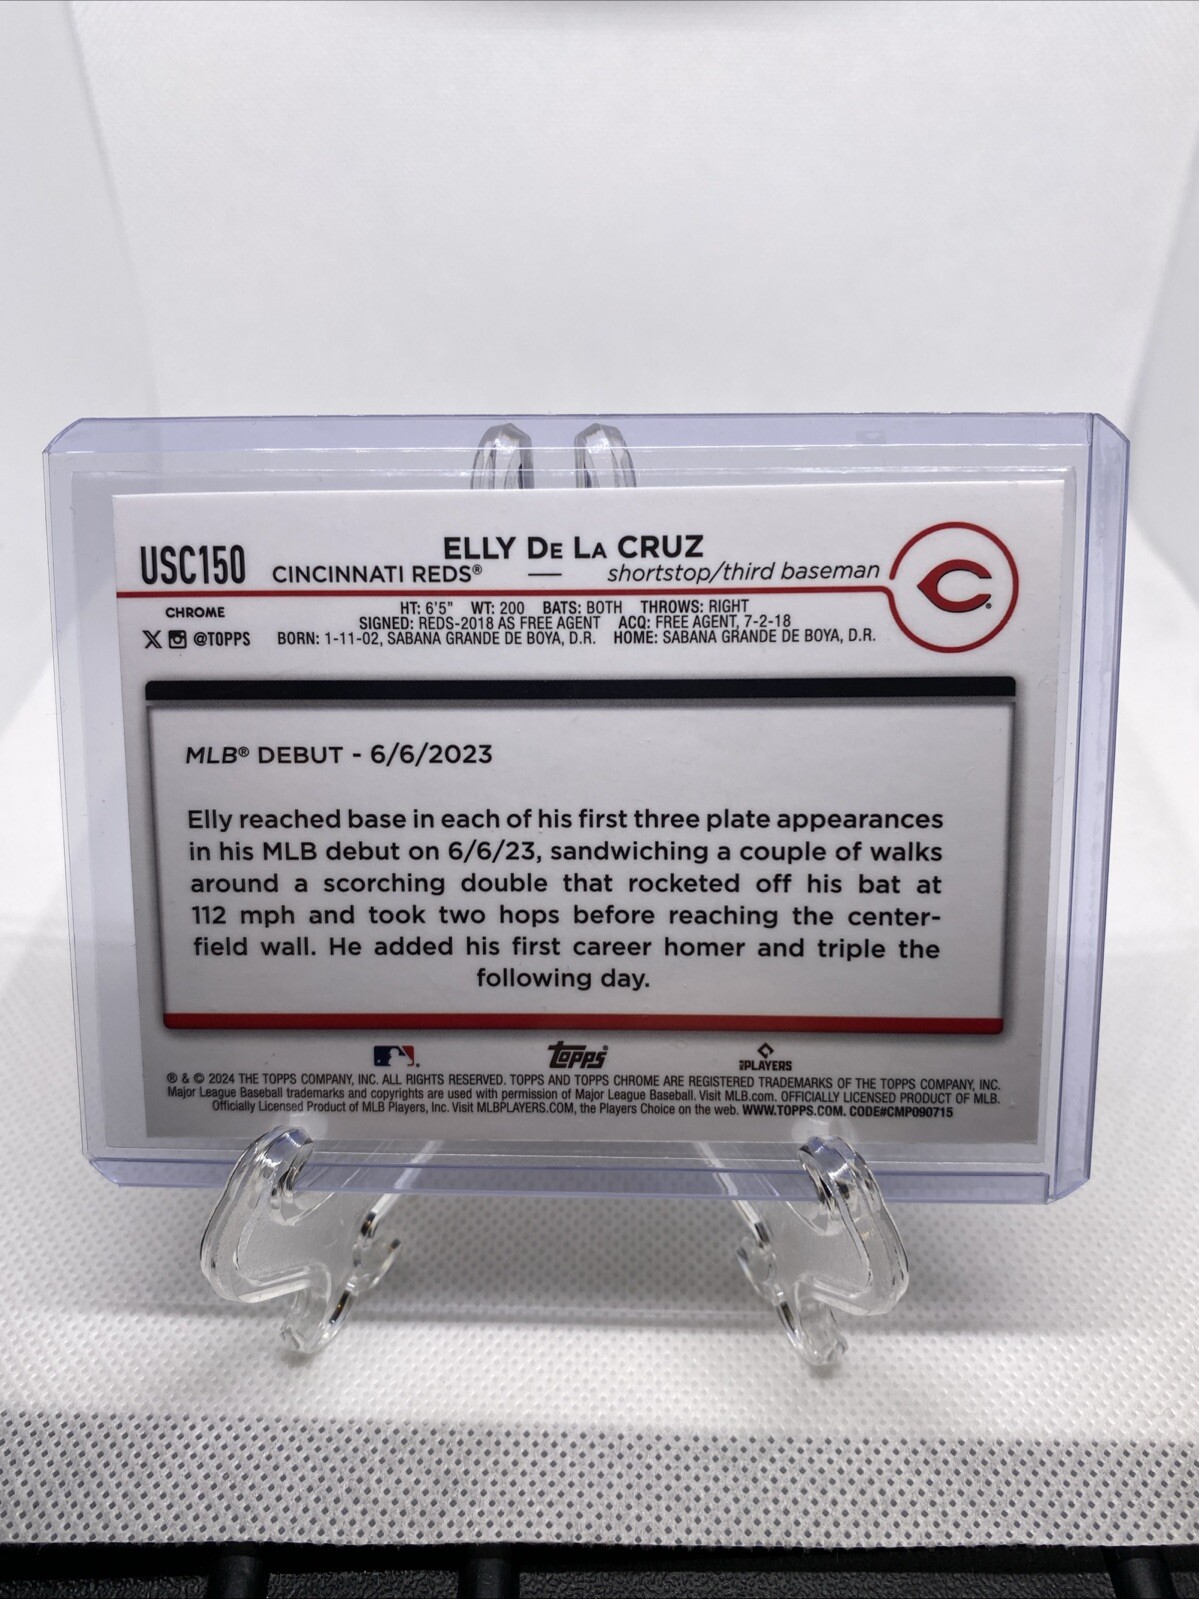 USC150
ELLY DE LA CRUZ
CINCINNATI REDS® — shortstop/third baseman
C
CHROME
@TOPPS
HT: 6'5" WT: 200 BATS: BOTH THROWS: RIGHT
SIGNED: REDS-2018 AS FREE AGENT ACQ: FREE AGENT, 7-2-18
BORN: 1-11-02, SABANA GRANDE DE BOYA, D.R. HOME: SABANA GRANDE DE BOYA, D.R.
MLB® DEBUT - 6/6/2023
Elly reached base in each of his first three plate appearances
in his MLB debut on 6/6/23, sandwiching a couple of walks
around a scorching double that rocketed off his bat at
112 mph and took two hops before reaching the center-
field wall. He added his first career homer and triple the
following day.
topps®
PLAYERS
® & © 2024 THE TOPPS COMPANY, INC. ALL RIGHTS RESERVED. TOPPS AND TOPPS CHROME ARE REGISTERED TRADEMARKS OF THE TOPPS COMPANY, INC.
Major League Baseball trademarks and copyrights are used with permission of Major League Baseball. Visit MLB.com. OFFICIALLY LICENSED PRODUCT OF MLB.
Officially Licensed Product of MLB Players, Inc. Visit MLBPLAYERS.COM, the Players Choice on the web. WWW.TOPPS.COM. CODE#CMP090715